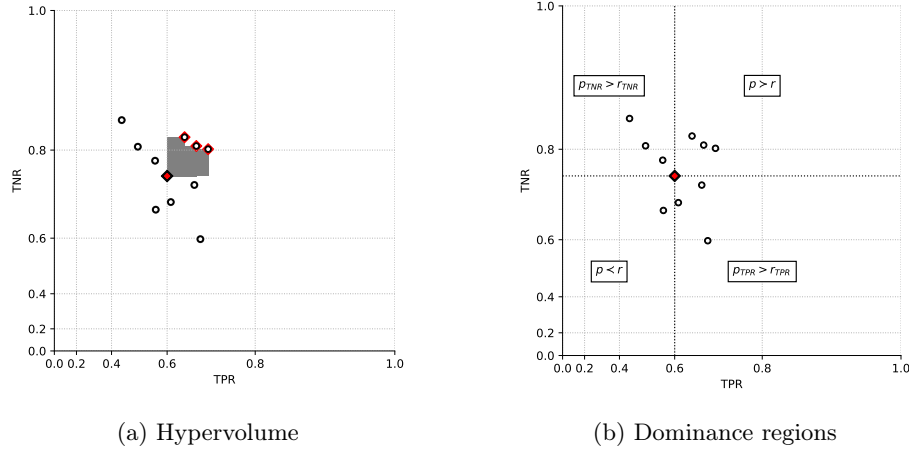 1.0
0.8
0.6
0.4
0.2
0.0
TNR
0.0 0.2 0.4 0.6 0.8 1.0
TPR
(a) Hypervolume
1.0
0.8
0.6
0.4
0.2
0.0
TNR
p_TNR > r_TNR
p ≻ r
p ≺ r
p_TPR > r_TPR
0.0 0.2 0.4 0.6 0.8 1.0
TPR
(b) Dominance regions